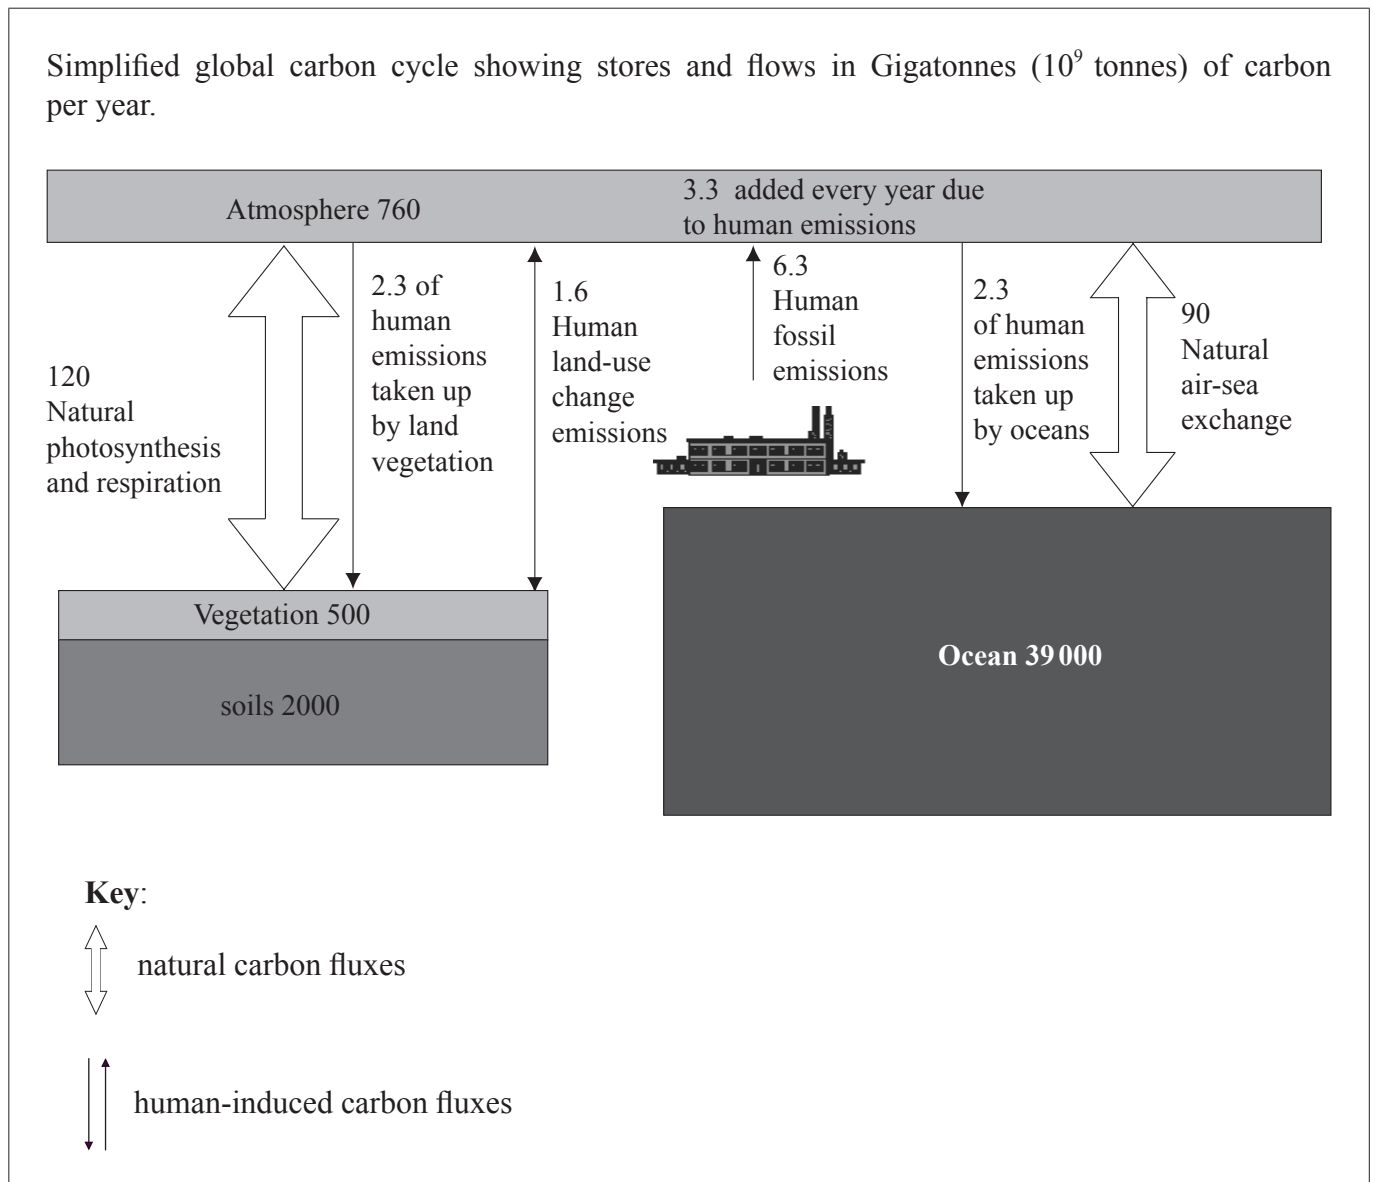 Simplified global carbon cycle showing stores and flows in Gigatonnes (10⁹ tonnes) of carbon
per year.
Atmosphere 760
3.3 added every year due
to human emissions
120
Natural
photosynthesis
and respiration
2.3 of
human
emissions
taken up
by land
vegetation
1.6
Human
land-use
change
emissions
6.3
Human
fossil
emissions
2.3
of human
emissions
taken up
by oceans
90
Natural
air-sea
exchange
Vegetation 500
soils 2000
Ocean 39 000
Key:
natural carbon fluxes
human-induced carbon fluxes